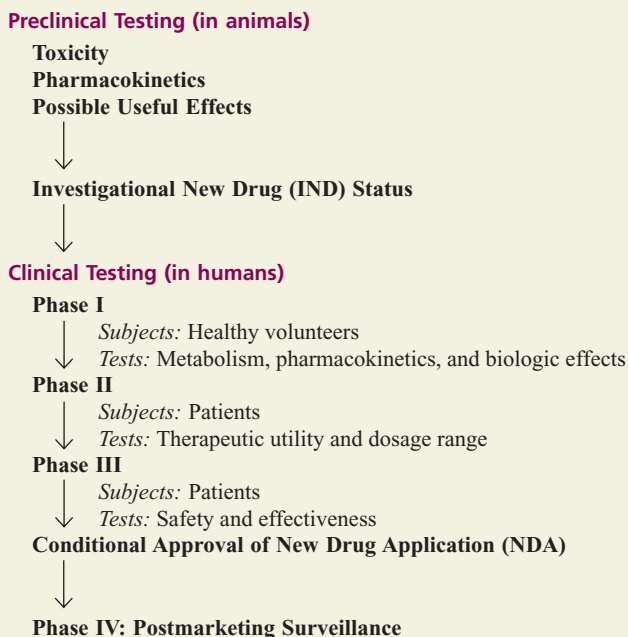 Preclinical Testing (in animals)
Toxicity
Pharmacokinetics
Possible Useful Effects
Investigational New Drug (IND) Status
Clinical Testing (in humans)
Phase I
Subjects: Healthy volunteers
Tests: Metabolism, pharmacokinetics, and biologic effects
Phase II
Subjects: Patients
Tests: Therapeutic utility and dosage range
Phase III
Subjects: Patients
Tests: Safety and effectiveness
Conditional Approval of New Drug Application (NDA)
Phase IV: Postmarketing Surveillance